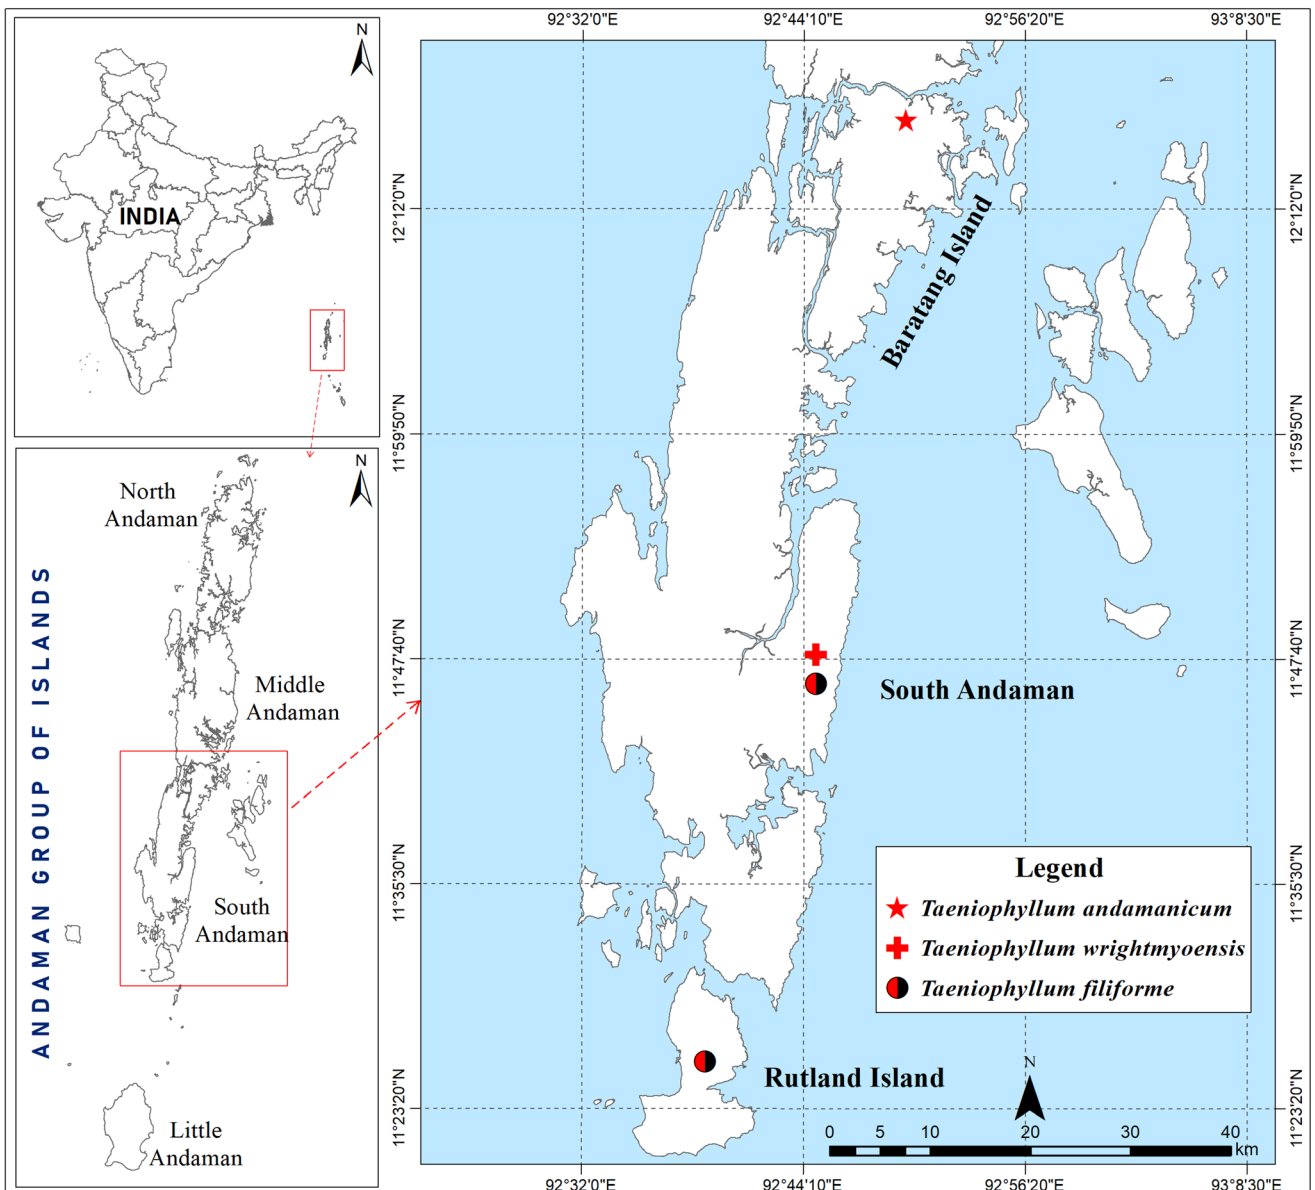 N
INDIA
N
North
Andaman
Middle
Andaman
South
Andaman
Little
Andaman
ANDAMAN GROUP OF ISLANDS
92°32'0"E
92°44'10"E
92°56'20"E
93°8'30"E
12°12'0"N
12°12'0"N
11°59'50"N
11°59'50"N
11°47'40"N
11°47'40"N
11°35'30"N
11°35'30"N
11°23'20"N
11°23'20"N
Baratang Island
South Andaman
Rutland Island
Legend
Taeniophyllum andamanicum
Taeniophyllum wrightmyoensis
Taeniophyllum filiforme
N
0 5 10 20 30 40
km
92°32'0"E
92°44'10"E
92°56'20"E
93°8'30"E